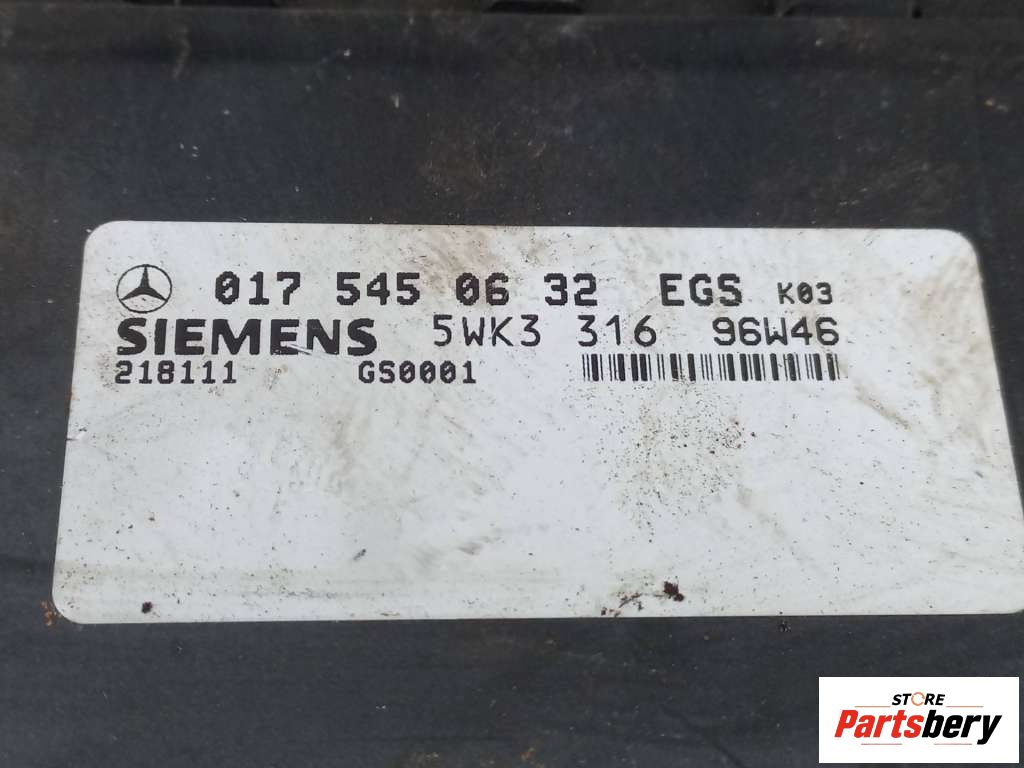 017 545 06 32 EGS K03
SIEMENS 5WK3 316 96W46
218111 GS0001
STORE
Partsbery